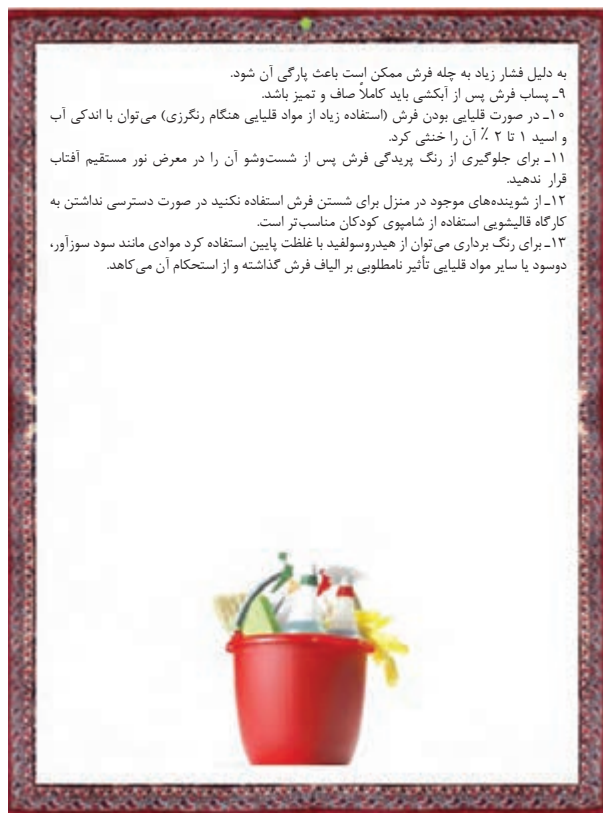 به دلیل فشار زیاد به چله فرش ممکن است باعث پارگی آن شود.
۹ـ پساب فرش پس از آبکشی باید کاملاً صاف و تمیز باشد.
۱۰ـ در صورت قلیایی بودن فرش (استفاده زیاد از مواد قلیایی هنگام رنگرزی) می‌توان با اندکی آب
و اسید ۱ تا ۲ ٪ آن را خنثی کرد.
۱۱ـ برای جلوگیری از رنگ پریدگی فرش پس از شست‌وشو آن را در معرض نور مستقیم آفتاب
قرار ندهید.
۱۲ـ از شوینده‌های موجود در منزل برای شستن فرش استفاده نکنید در صورت دسترسی نداشتن به
کارگاه قالیشویی استفاده از شامپوی کودکان مناسب‌تر است.
۱۳ـ برای رنگ برداری می‌توان از هیدروسولفید با غلظت پایین استفاده کرد موادی مانند سود سوزآور،
دوسود یا سایر مواد قلیایی تأثیر نامطلوبی بر الیاف فرش گذاشته و از استحکام آن می‌کاهد.